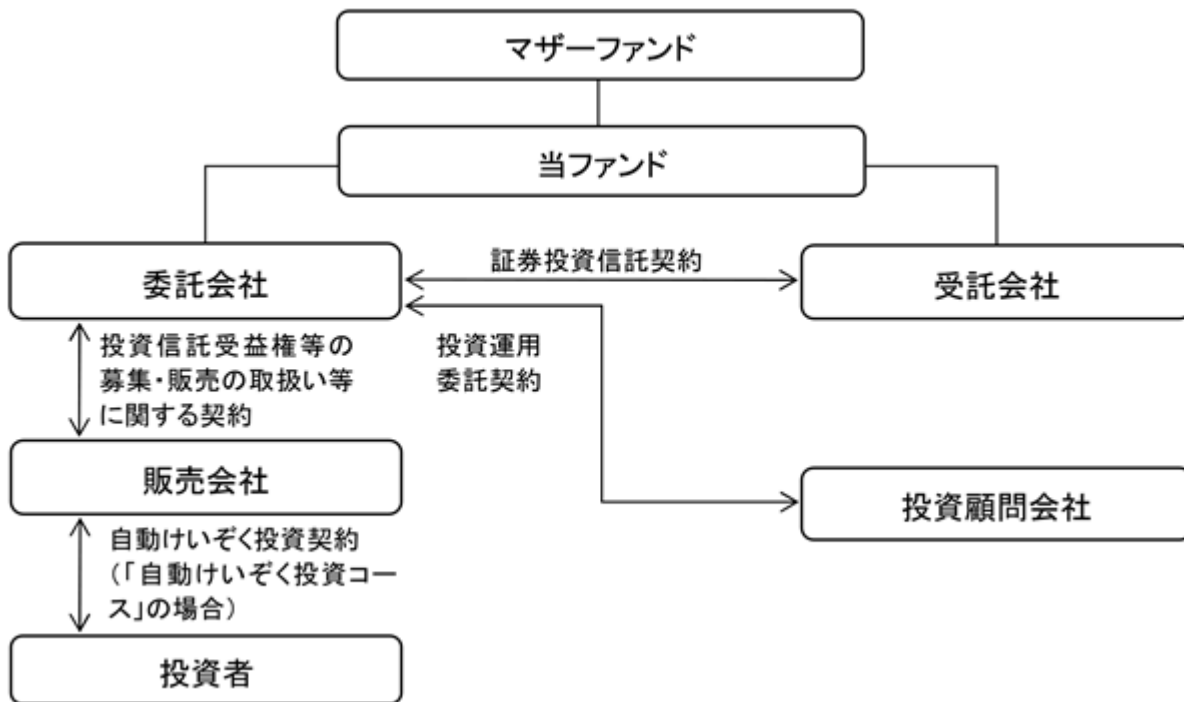 マザーファンド
当ファンド
委託会社
証券投資信託契約
受託会社
投資信託受益権等の
募集・販売の取扱い等
に関する契約
投資運用
委託契約
販売会社
投資顧問会社
自動けいぞく投資契約
（「自動けいぞく投資コー
ス」の場合）
投資者